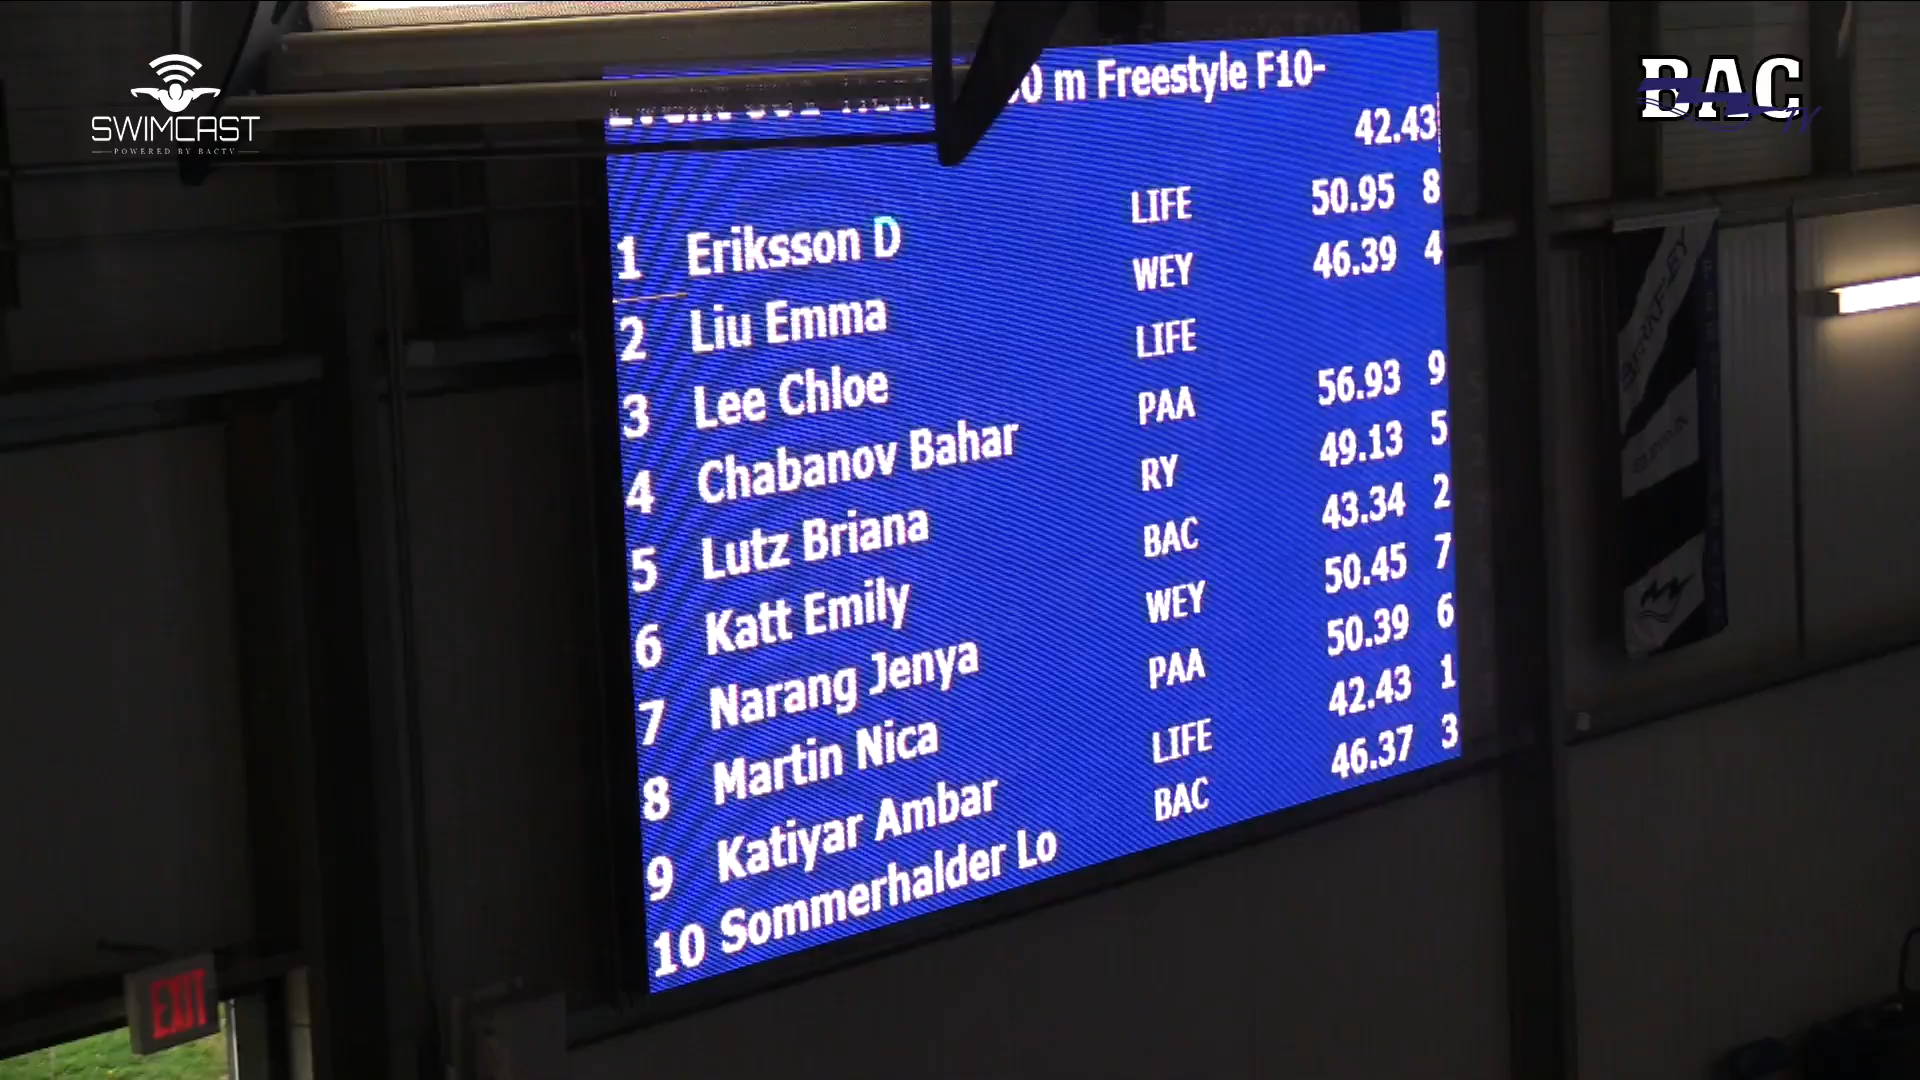 SWIMCAST
POWERED BY BACTV
BAC
TV
m Freestyle F10-
42.43
1 Eriksson D LIFE 50.95 8
2 Liu Emma WEY 46.39 4
3 Lee Chloe LIFE
4 Chabanov Bahar PAA 56.93 9
5 Lutz Briana RY 49.13 5
6 Katt Emily BAC 43.34 2
7 Narang Jenya WEY 50.45 7
8 Martin Nica PAA 50.39 6
9 Katiyar Ambar LIFE 42.43 1
10 Sommerhalder Lo BAC 46.37 3
BERKELEY
EXIT